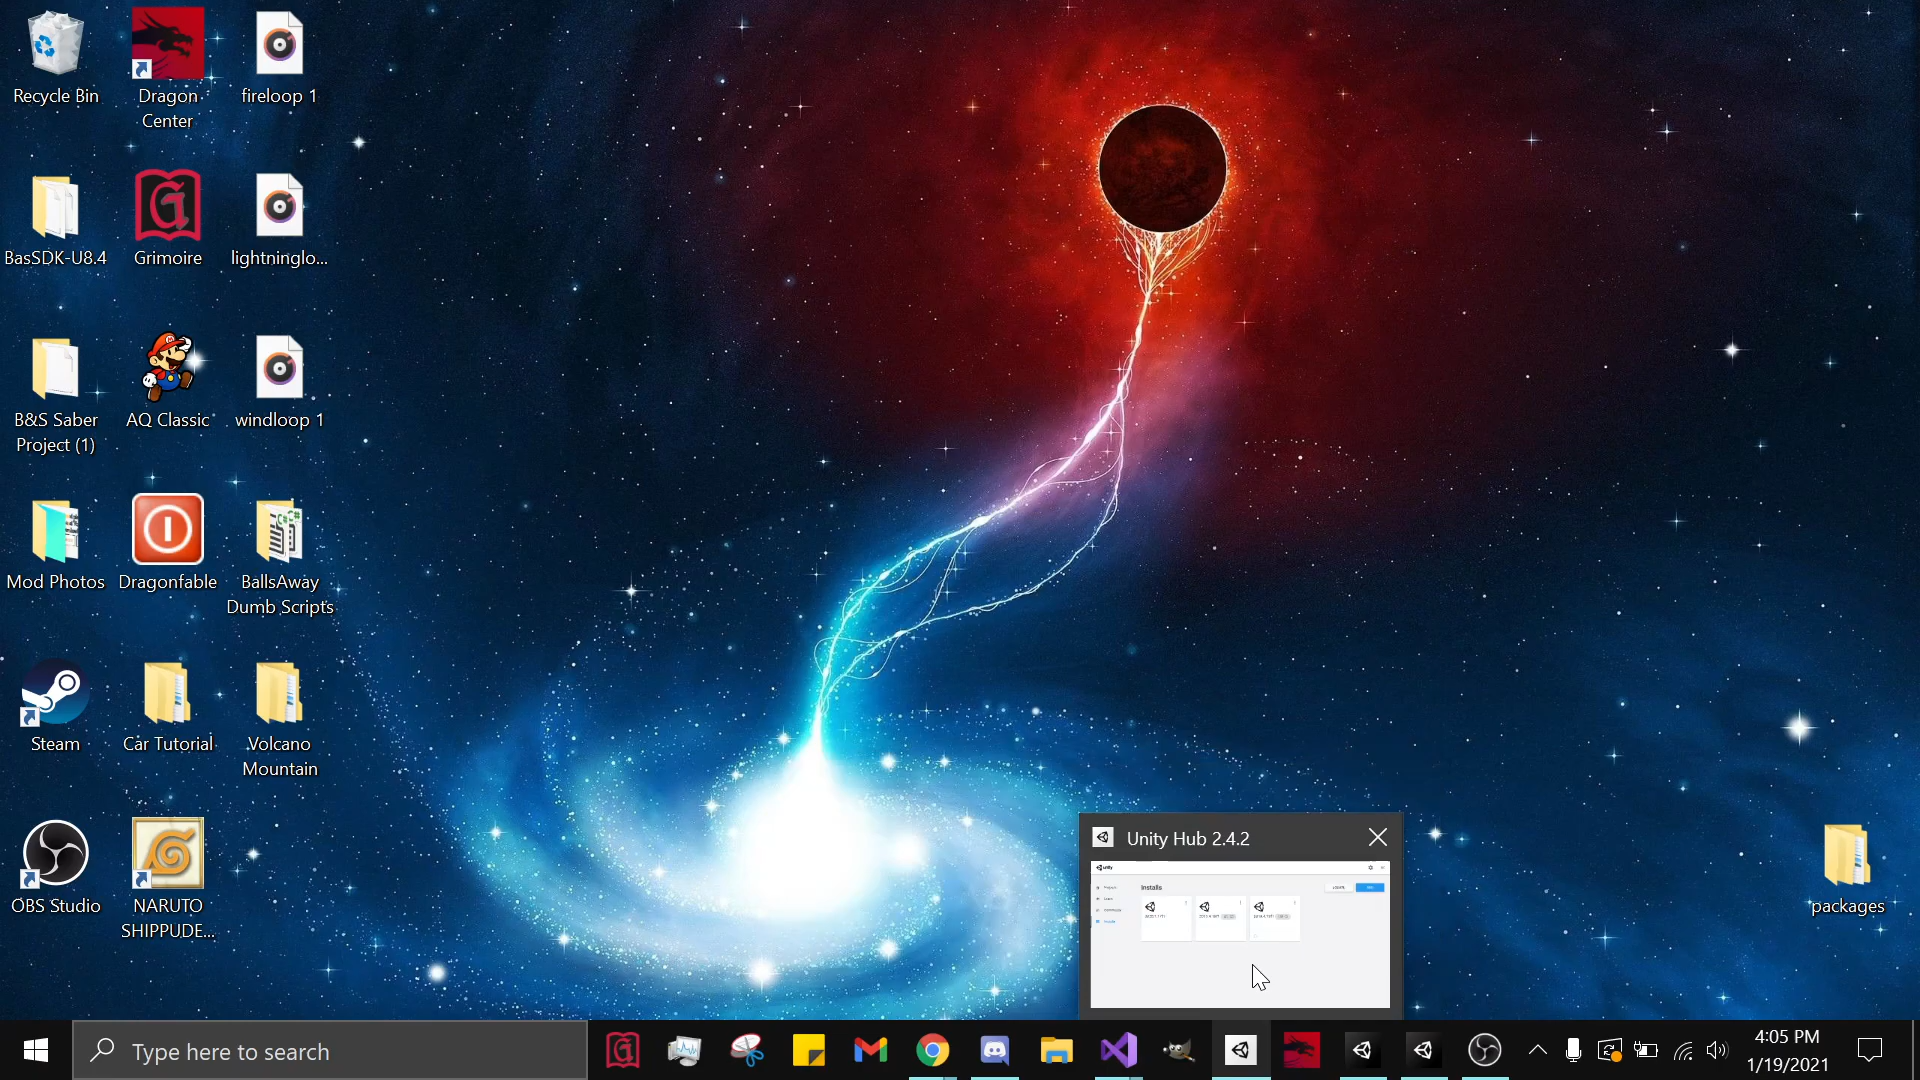 Recycle Bin
Dragon
Center
fireloop 1
BasSDK-U8.4
Grimoire
lightninglo...
B&S Saber
Project (1)
AQ Classic
windloop 1
Mod Photos
Dragonfable
BallsAway
Dumb Scripts
Steam
Car Tutorial
Volcano
Mountain
OBS Studio
NARUTO
SHIPPUDE...
packages
Unity Hub 2.4.2
unity
Installs
Type here to search
4:05 PM
1/19/2021